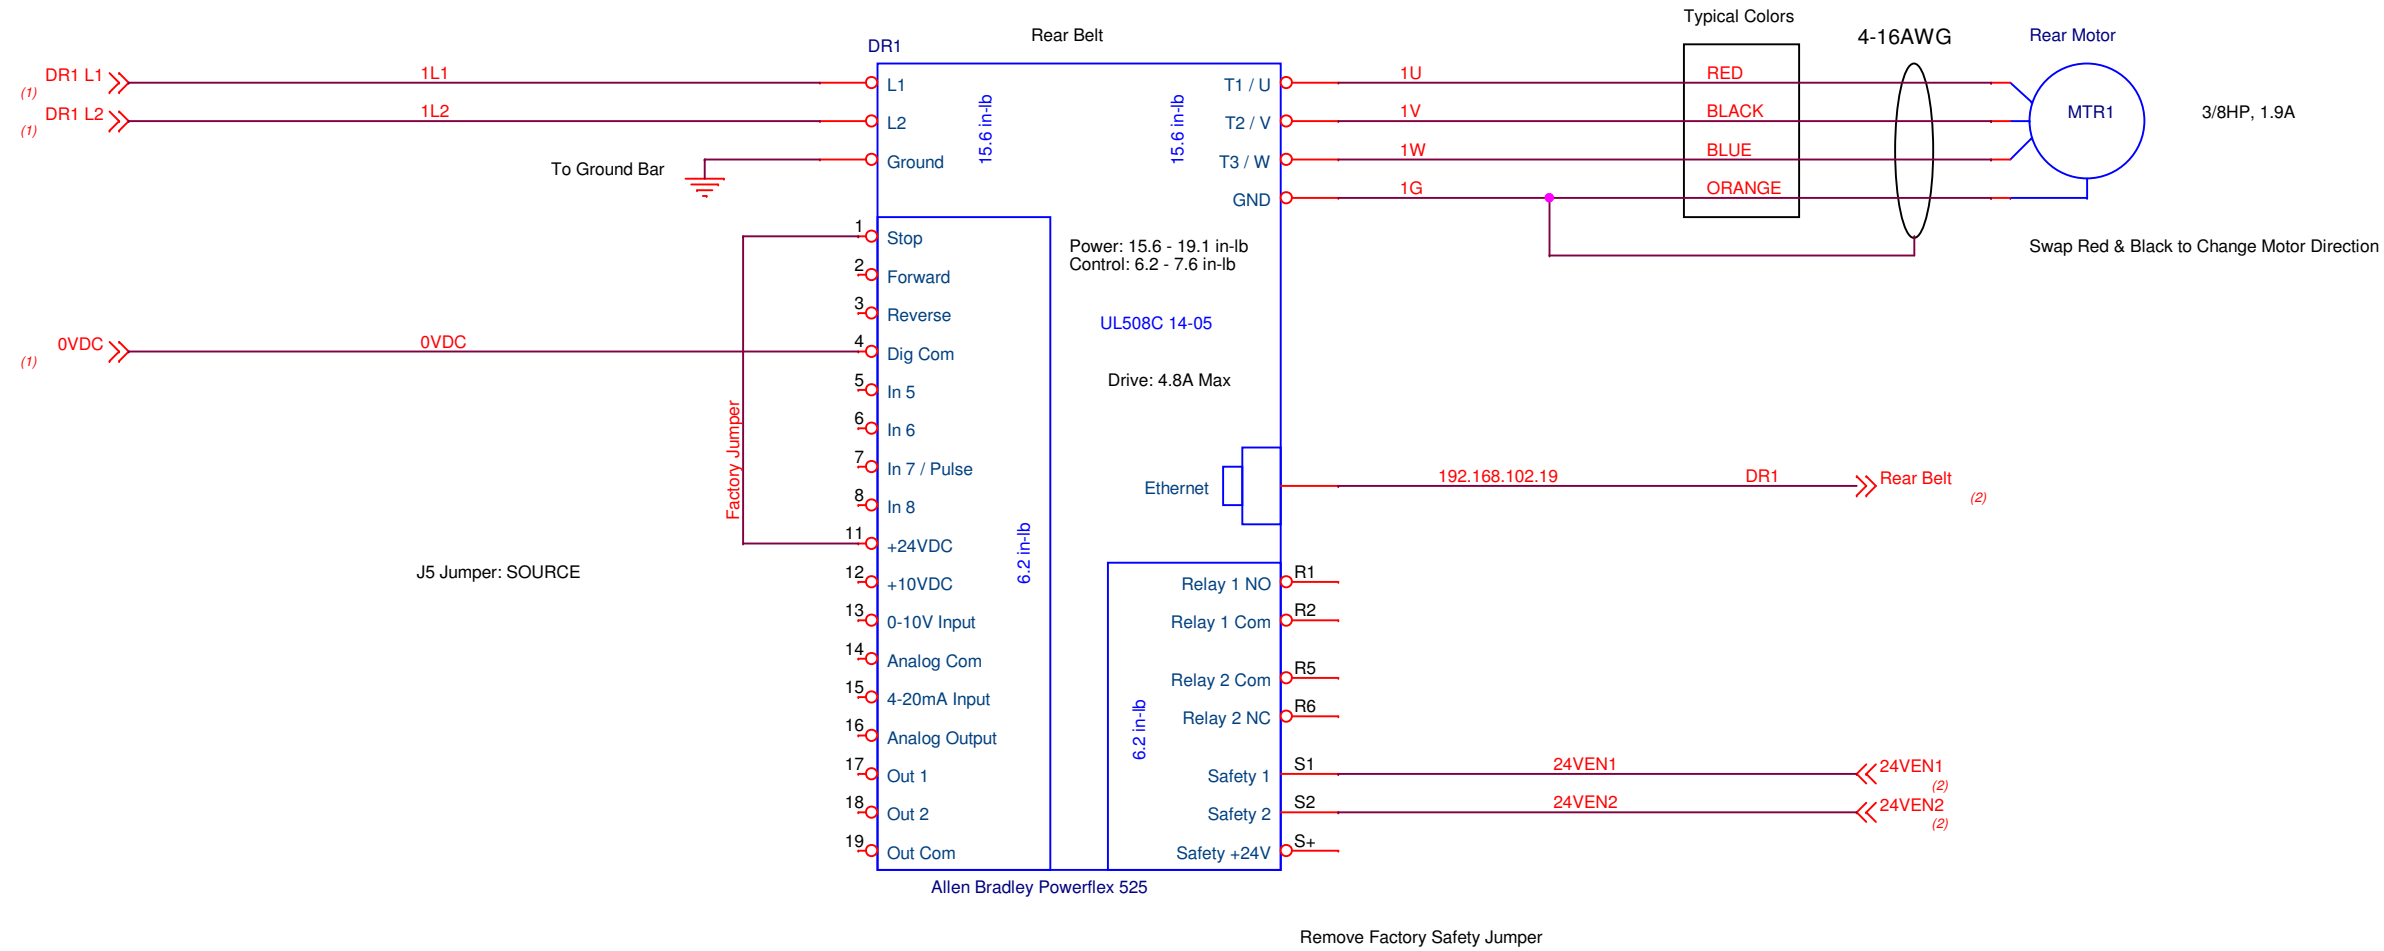 Typical Colors
Rear Belt
4-16AWG
Rear Motor
DR1
DR1 L1
(1)
1L1
L1
T1 / U
1U
RED
DR1 L2
(1)
1L2
L2
T2 / V
1V
BLACK
MTR1
3/8HP, 1.9A
15.6 in-lb
15.6 in-lb
To Ground Bar
Ground
T3 / W
1W
BLUE
GND
1G
ORANGE
Swap Red & Black to Change Motor Direction
Power: 15.6 - 19.1 in-lb
Control: 6.2 - 7.6 in-lb
UL508C 14-05
Drive: 4.8A Max
1
Stop
2
Forward
3
Reverse
0VDC
(1)
0VDC
4
Dig Com
5
In 5
6
In 6
7
In 7 / Pulse
8
In 8
Factory Jumper
11
+24VDC
J5 Jumper: SOURCE
6.2 in-lb
12
+10VDC
13
0-10V Input
14
Analog Com
15
4-20mA Input
16
Analog Output
17
Out 1
18
Out 2
19
Out Com
Ethernet
192.168.102.19
DR1
Rear Belt
(2)
Relay 1 NO
R1
Relay 1 Com
R2
Relay 2 Com
R5
Relay 2 NC
R6
6.2 in-lb
Safety 1
S1
24VEN1
24VEN1
(2)
Safety 2
S2
24VEN2
24VEN2
(2)
Safety +24V
S+
Allen Bradley Powerflex 525
Remove Factory Safety Jumper